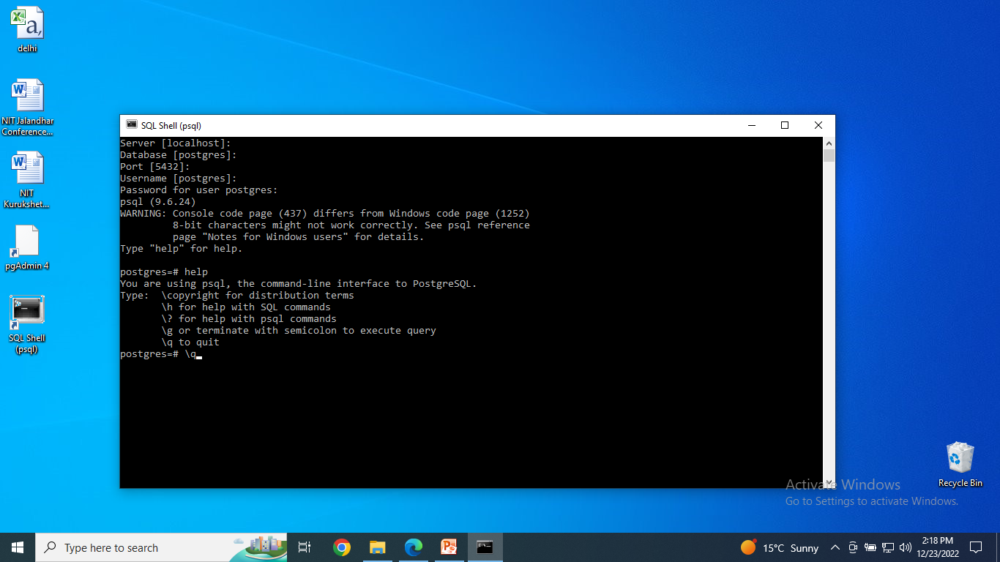 delhi
NIT Jalandhar
Conference...
NIT
Kurukshet...
pgAdmin 4
SQL Shell
(psql)
SQL Shell (psql)
Server [localhost]:
Database [postgres]:
Port [5432]:
Username [postgres]:
Password for user postgres:
psql (9.6.24)
WARNING: Console code page (437) differs from Windows code page (1252)
         8-bit characters might not work correctly. See psql reference
         page "Notes for Windows users" for details.
Type "help" for help.
postgres=# help
You are using psql, the command-line interface to PostgreSQL.
Type:  \copyright for distribution terms
       \h for help with SQL commands
       \? for help with psql commands
       \g or terminate with semicolon to execute query
       \q to quit
postgres=# \q
Recycle Bin
Activate Windows
Go to Settings to activate Windows.
Type here to search
15°C Sunny
2:18 PM
12/23/2022